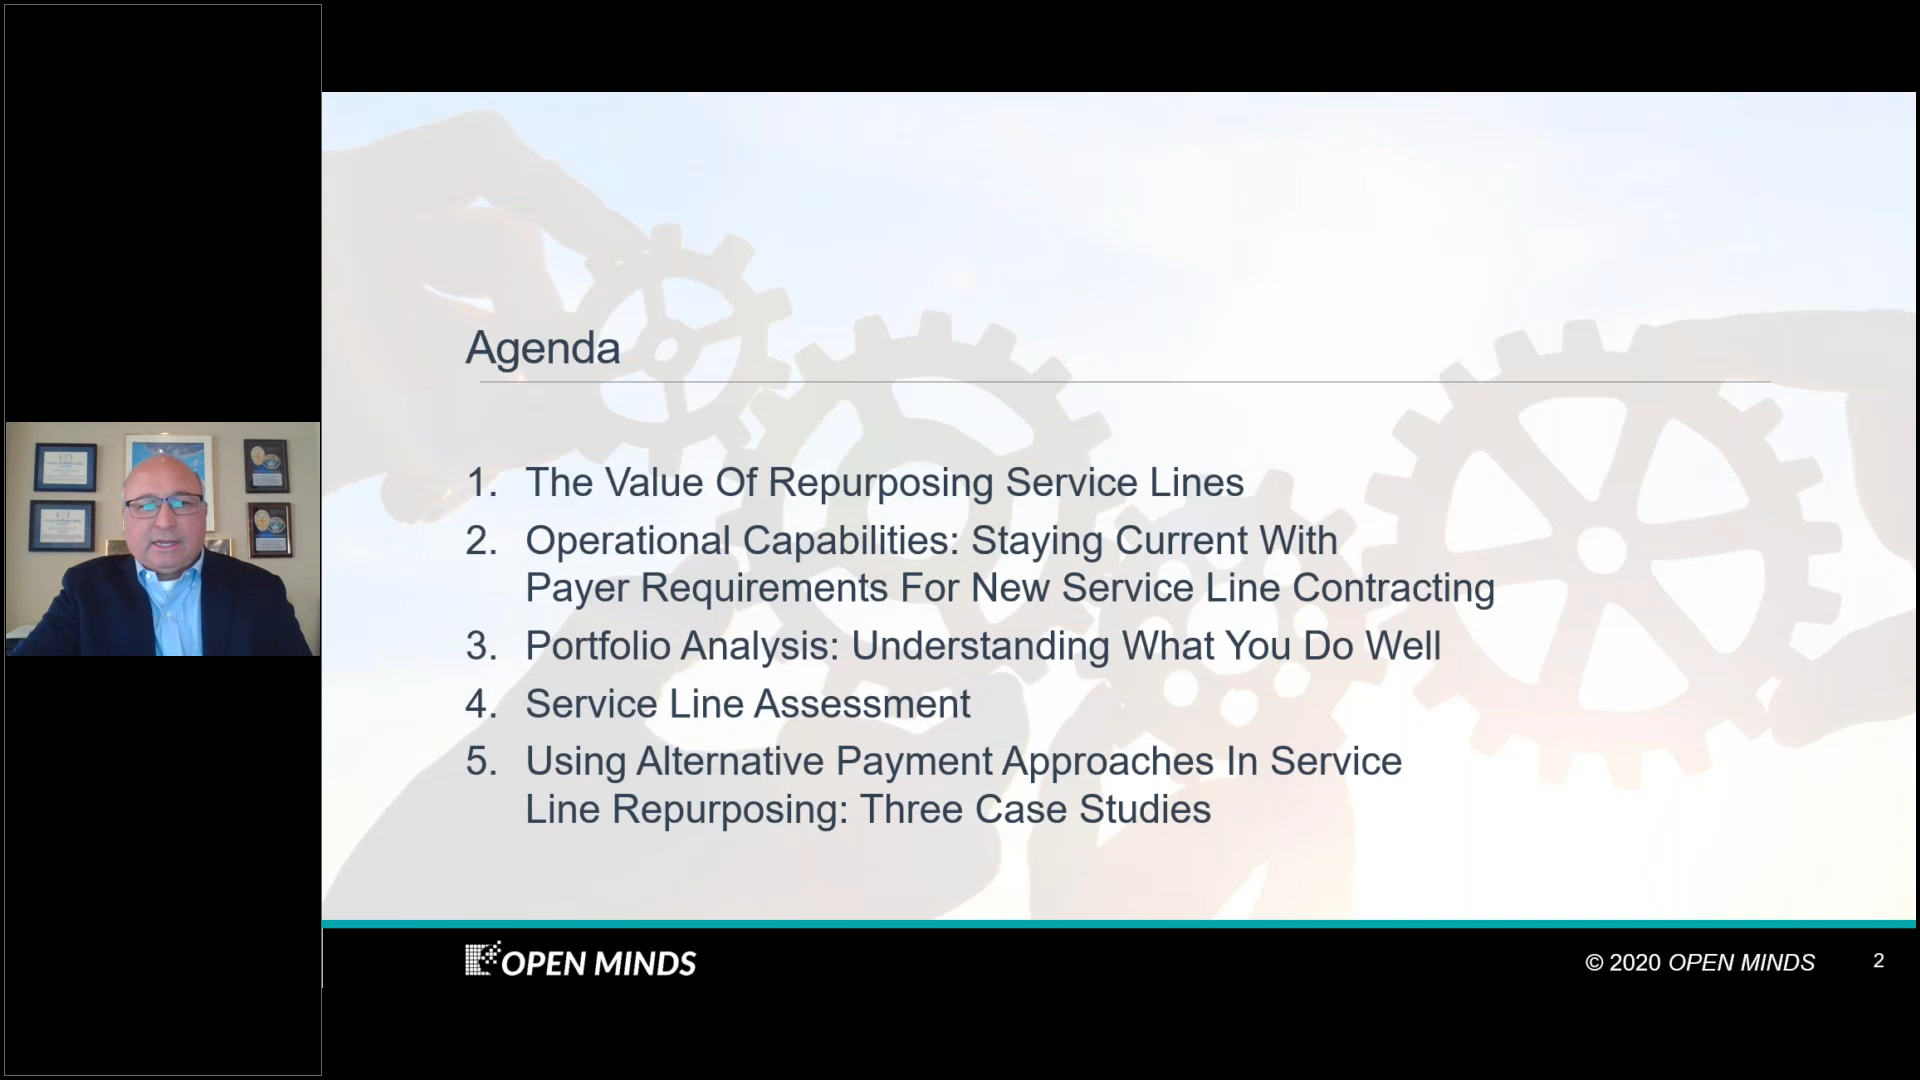 Agenda
1. The Value Of Repurposing Service Lines
2. Operational Capabilities: Staying Current With
Payer Requirements For New Service Line Contracting
3. Portfolio Analysis: Understanding What You Do Well
4. Service Line Assessment
5. Using Alternative Payment Approaches In Service
Line Repurposing: Three Case Studies
OPEN MINDS
© 2020 OPEN MINDS 2